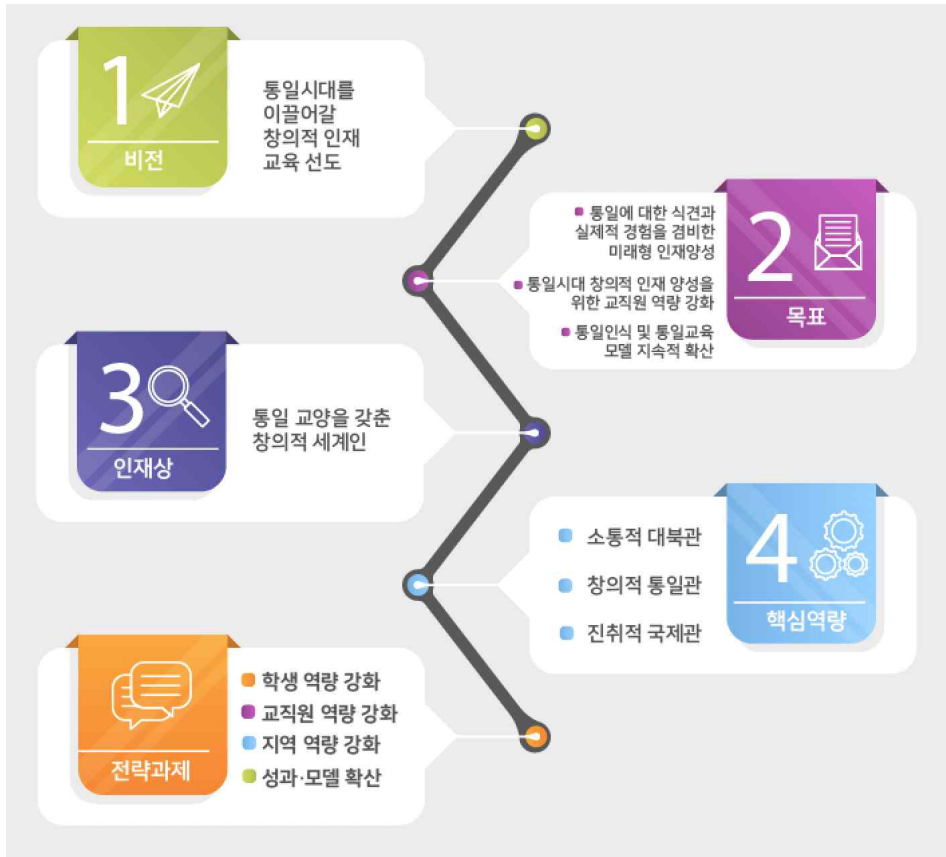 1
비전
통일시대를
이끌어갈
창의적 인재
교육 선도
2
목표
통일에 대한 식견과
실제적 경험을 겸비한
미래형 인재양성
통일시대 창의적 인재 양성을
위한 교직원 역량 강화
통일인식 및 통일교육
모델 지속적 확산
3
인재상
통일 교양을 갖춘
창의적 세계인
4
핵심역량
소통적 대북관
창의적 통일관
진취적 국제관
전략과제
학생 역량 강화
교직원 역량 강화
지역 역량 강화
성과·모델 확산